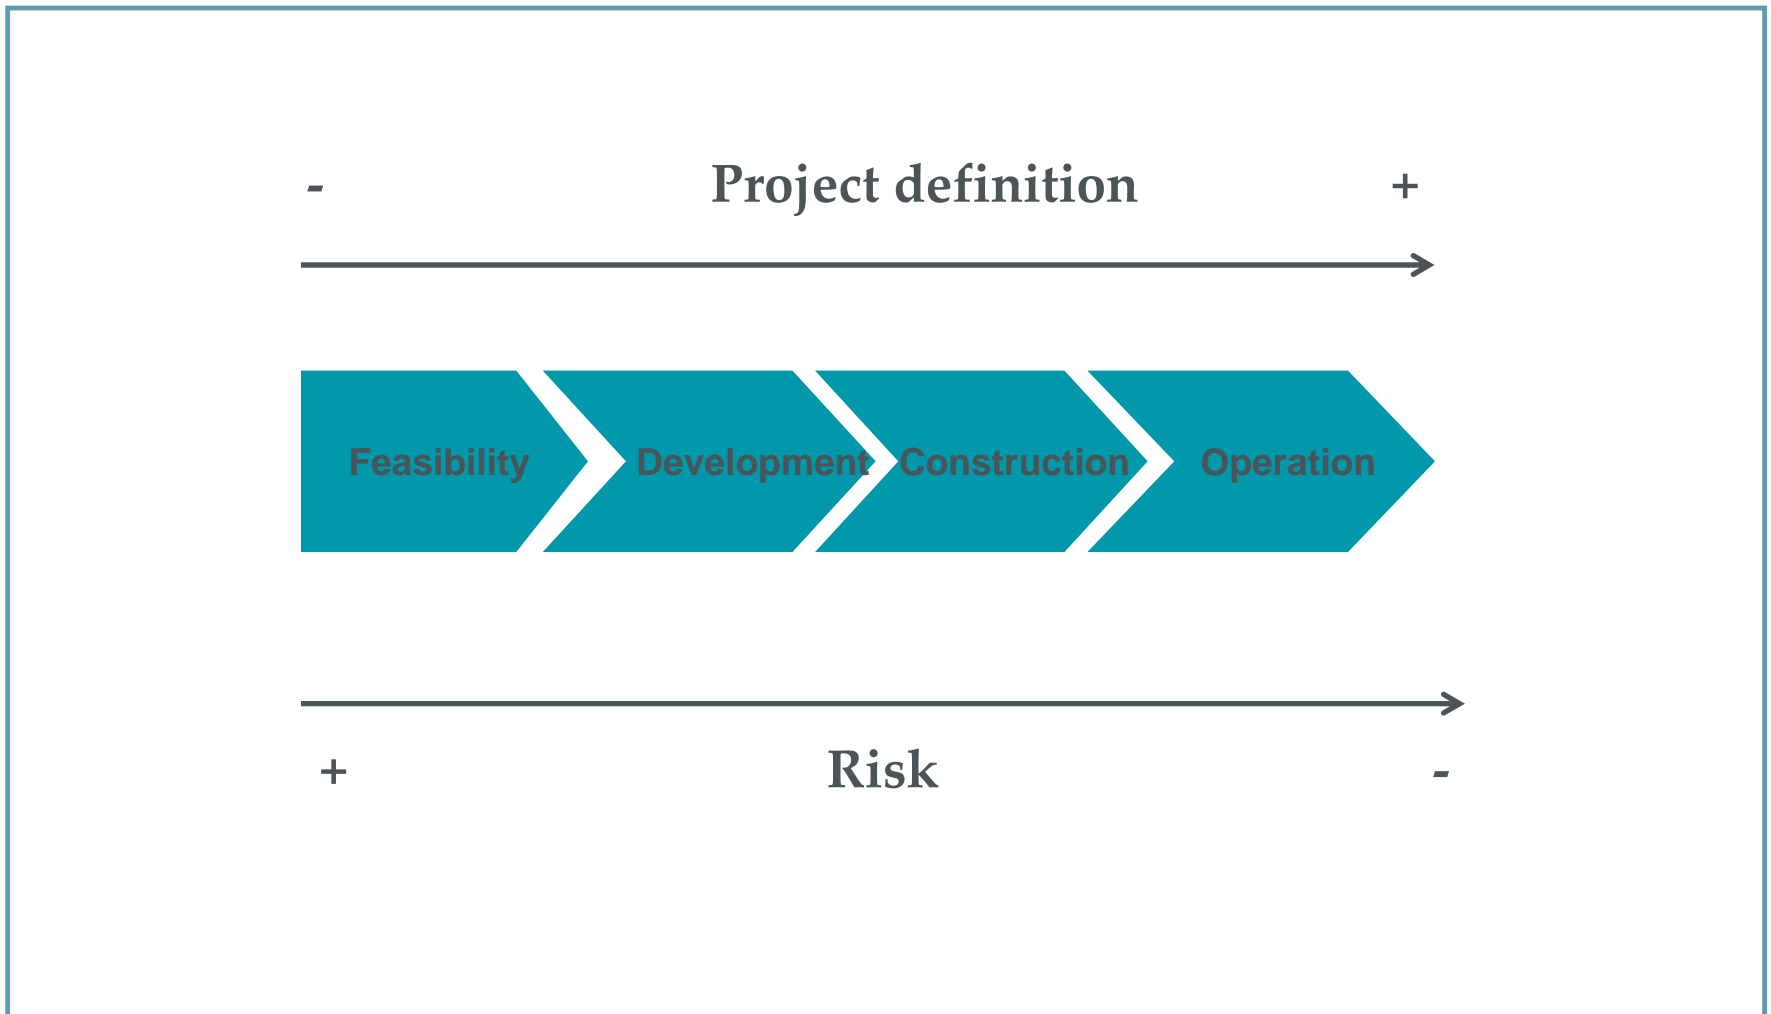 - Project definition +
Feasibility Development Construction Operation
+ Risk -